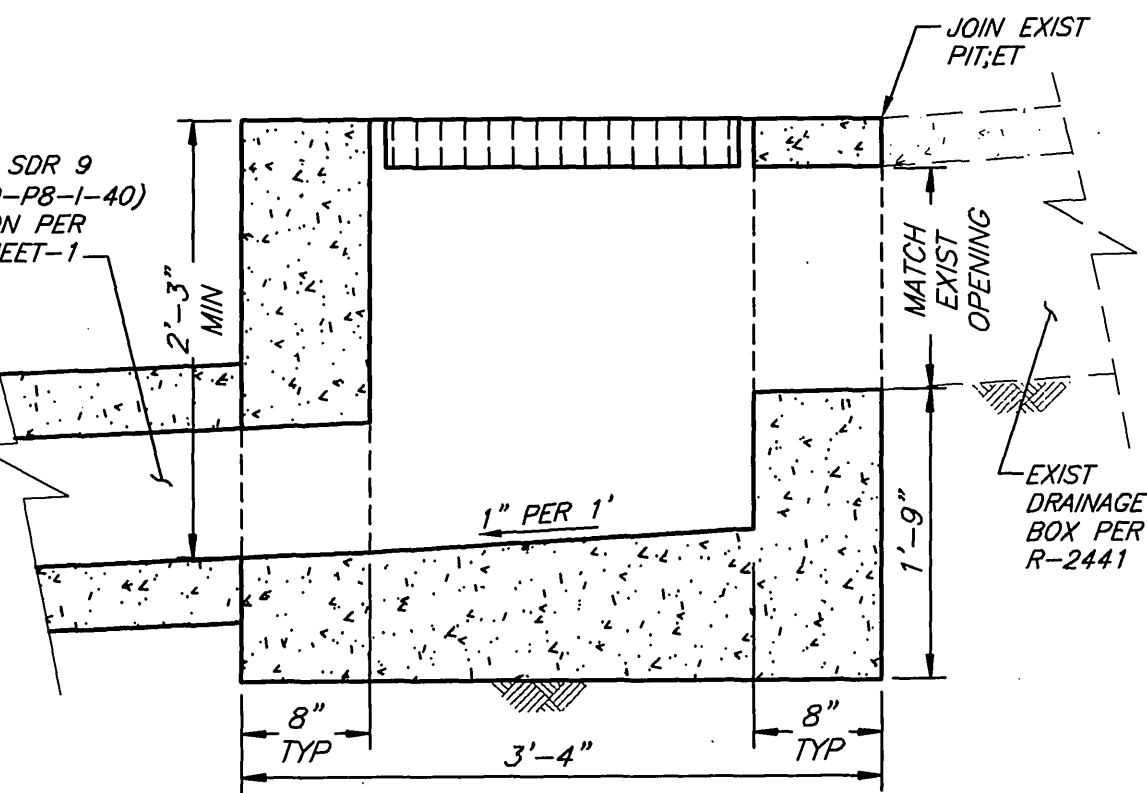 JOIN EXIST
PIT;ET
SDR 9
-P8-I-40)
ON PER
EET-1
2'-3"
MIN
MATCH
EXIST
OPENING
1" PER 1'
1'-9"
EXIST
DRAINAGE
BOX PER
R-2441
8"
TYP
8"
TYP
3'-4"